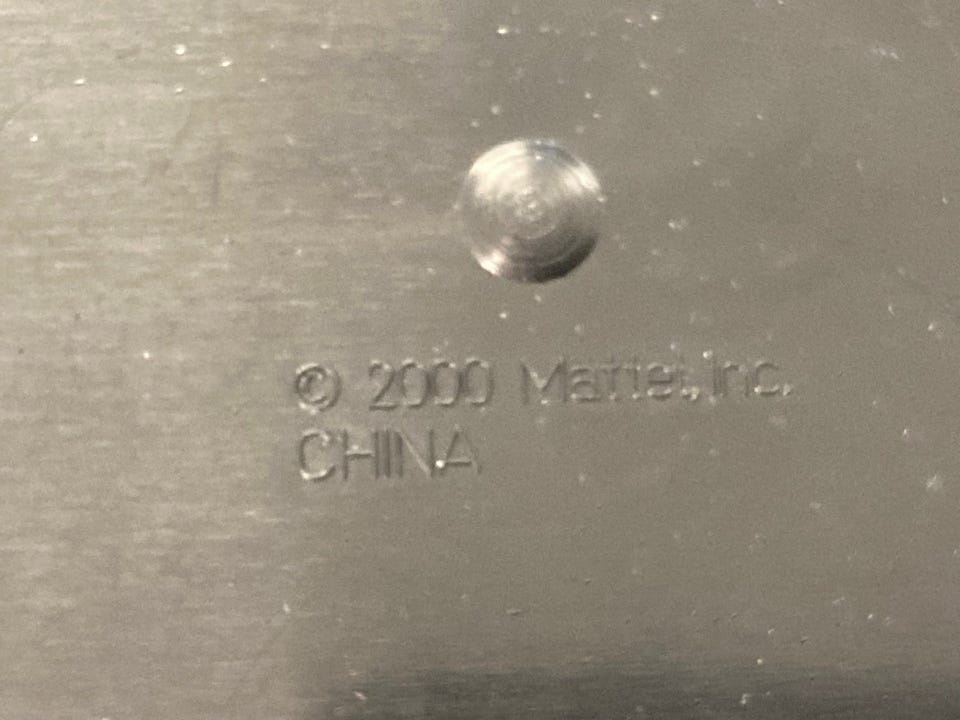 © 2000 Mattel, Inc.
CHINA